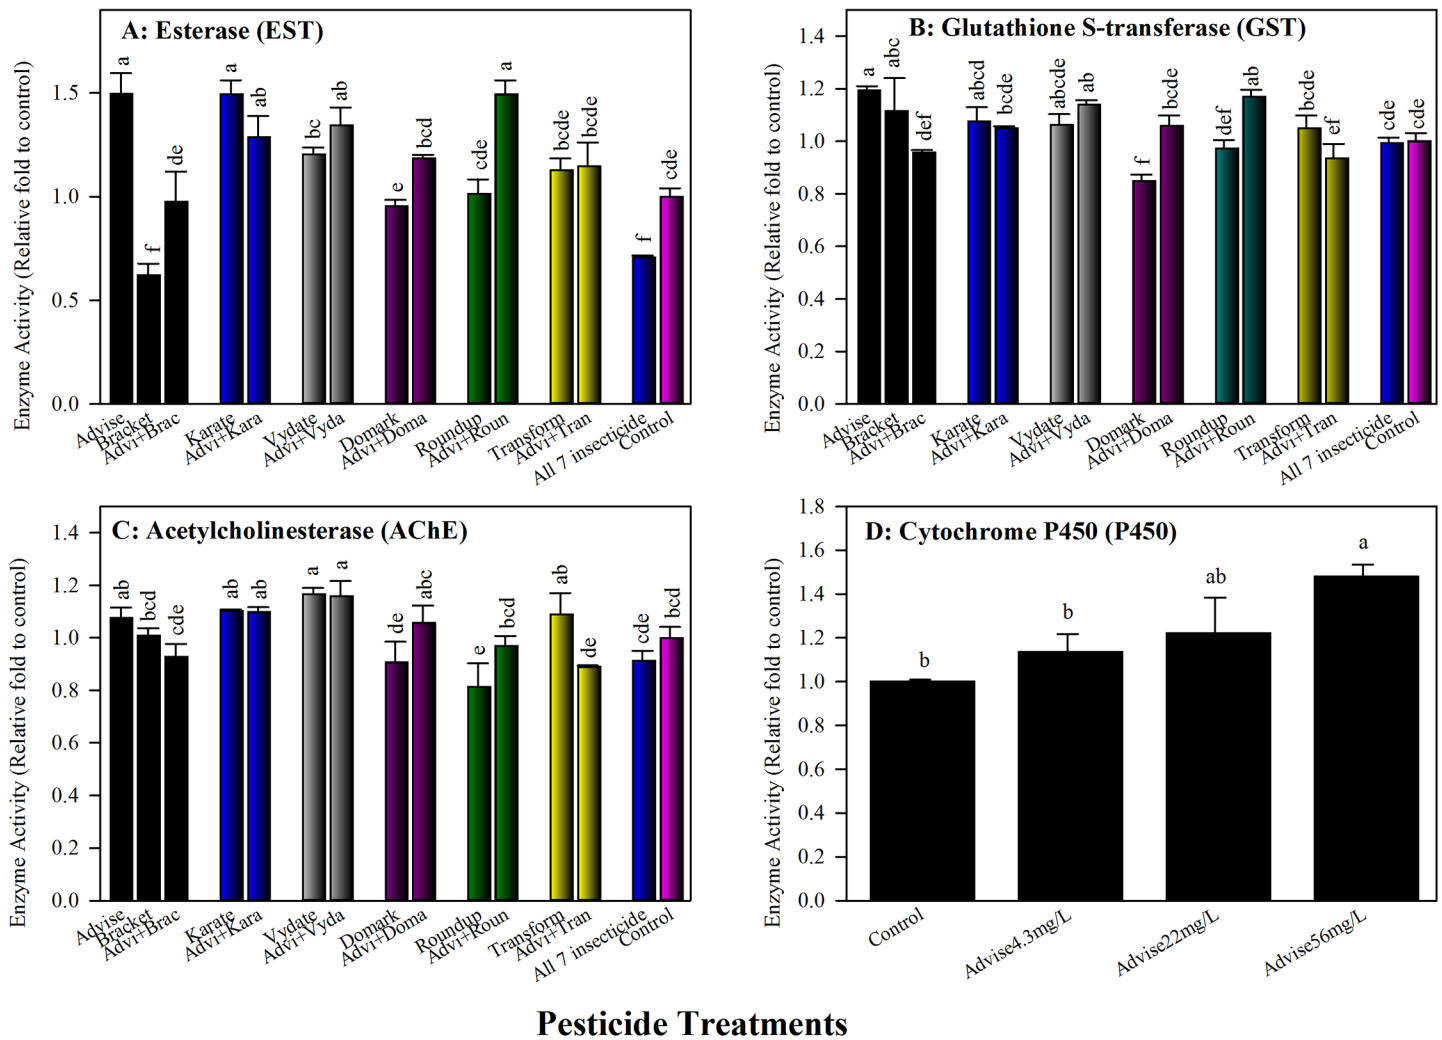 A: Esterase (EST)
Enzyme Activity (Relative fold to control)
1.5
1.0
0.5
0.0
a
f
de
a
ab
bc
ab
e
bcd
cde
a
bcde
bcde
f
cde
Advise
Bracket
Advi+Brac
Karate
Advi+Kara
Vydate
Advi+Vyda
Domark
Advi+Doma
Roundup
Advi+Roun
Transform
Advi+Tran
All 7 insecticide
Control
B: Glutathione S-transferase (GST)
Enzyme Activity (Relative fold to control)
1.4
1.2
1.0
0.8
0.6
0.4
0.2
0.0
a
abc
def
abcd
bcde
abcde
ab
f
bcde
def
ab
bcde
ef
cde
cde
Advise
Bracket
Advi+Brac
Karate
Advi+Kara
Vydate
Advi+Vyda
Domark
Advi+Doma
Roundup
Advi+Roun
Transform
Advi+Tran
All 7 insecticide
Control
C: Acetylcholinesterase (AChE)
Enzyme Activity (Relative fold to control)
1.4
1.2
1.0
0.8
0.6
0.4
0.2
0.0
ab
bcd
cde
ab
ab
a
a
de
abc
e
bcd
ab
de
cde
bcd
Advise
Bracket
Advi+Brac
Karate
Advi+Kara
Vydate
Advi+Vyda
Domark
Advi+Doma
Roundup
Advi+Roun
Transform
Advi+Tran
All 7 insecticide
Control
D: Cytochrome P450 (P450)
Enzyme Activity (Relative fold to control)
1.8
1.6
1.4
1.2
1.0
0.8
0.6
0.4
0.2
0.0
b
b
ab
a
Control
Advise4.3mg/L
Advise22mg/L
Advise56mg/L
Pesticide Treatments